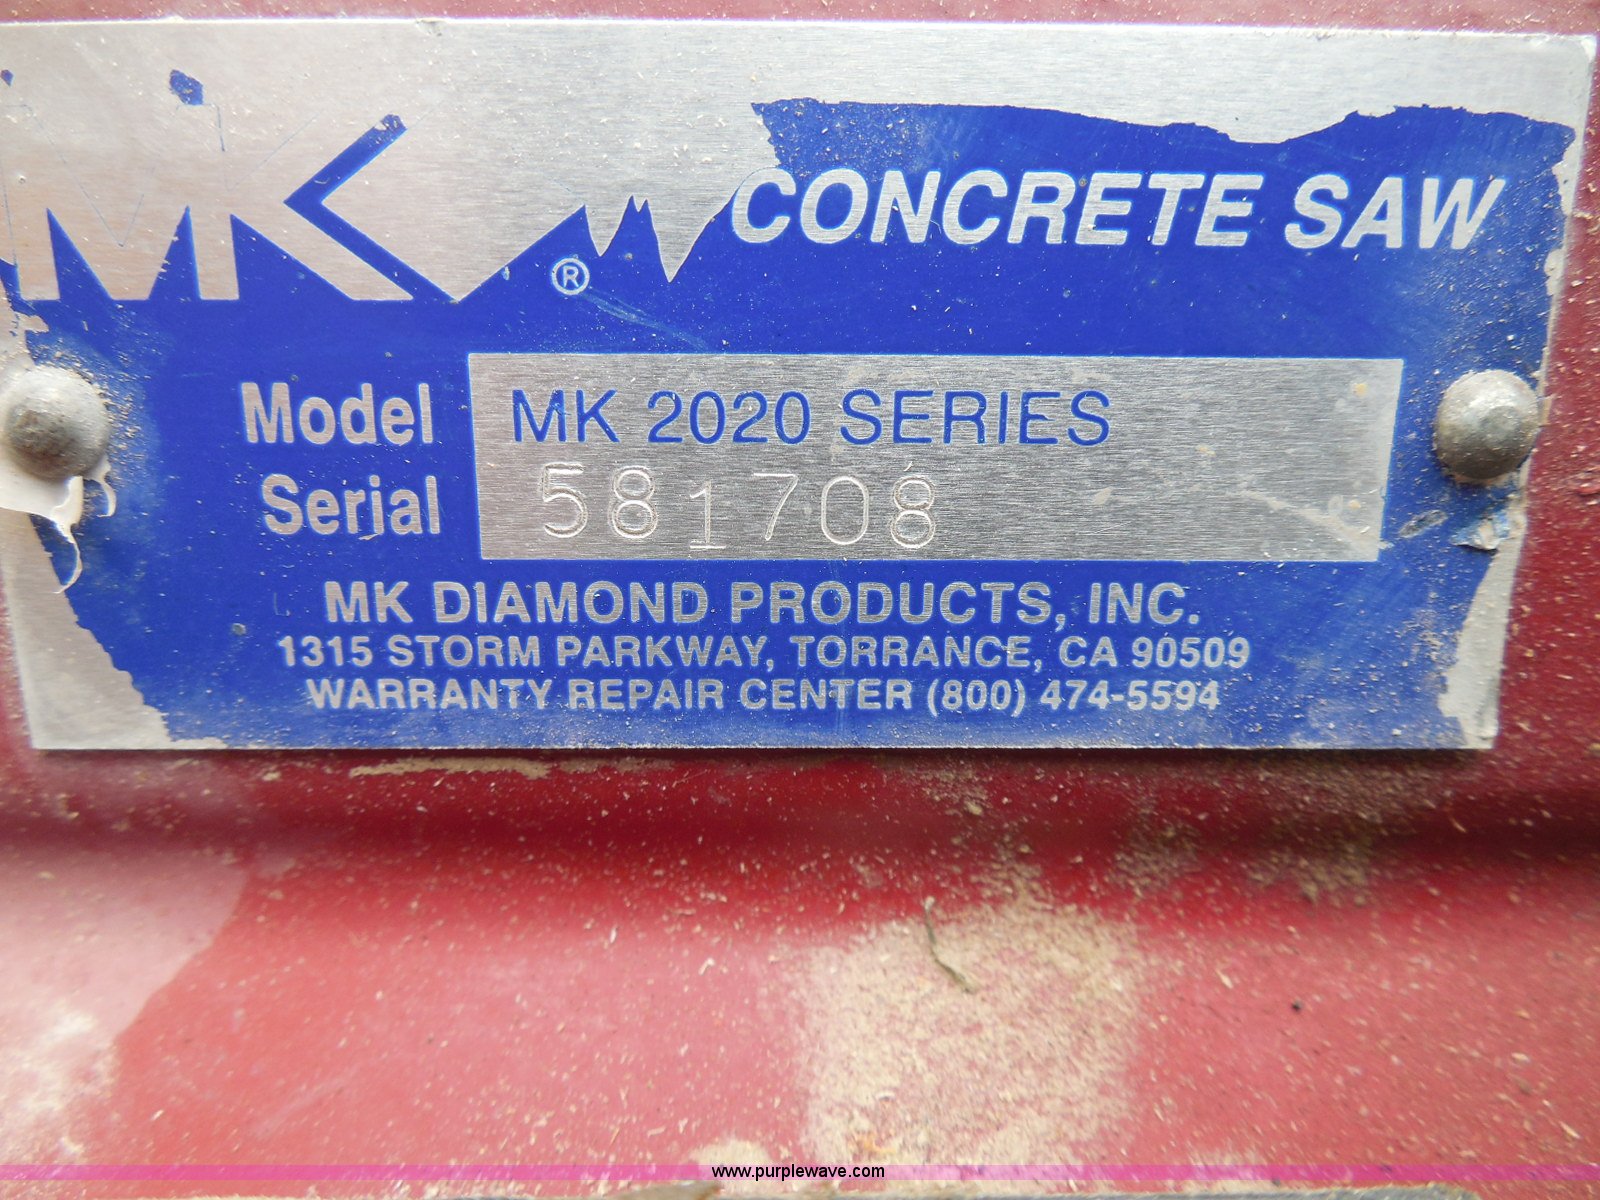 MK ® CONCRETE SAW
Model MK 2020 SERIES
Serial 581708
MK DIAMOND PRODUCTS, INC.
1315 STORM PARKWAY, TORRANCE, CA 90509
WARRANTY REPAIR CENTER (800) 474-5594
www.purplewave.com